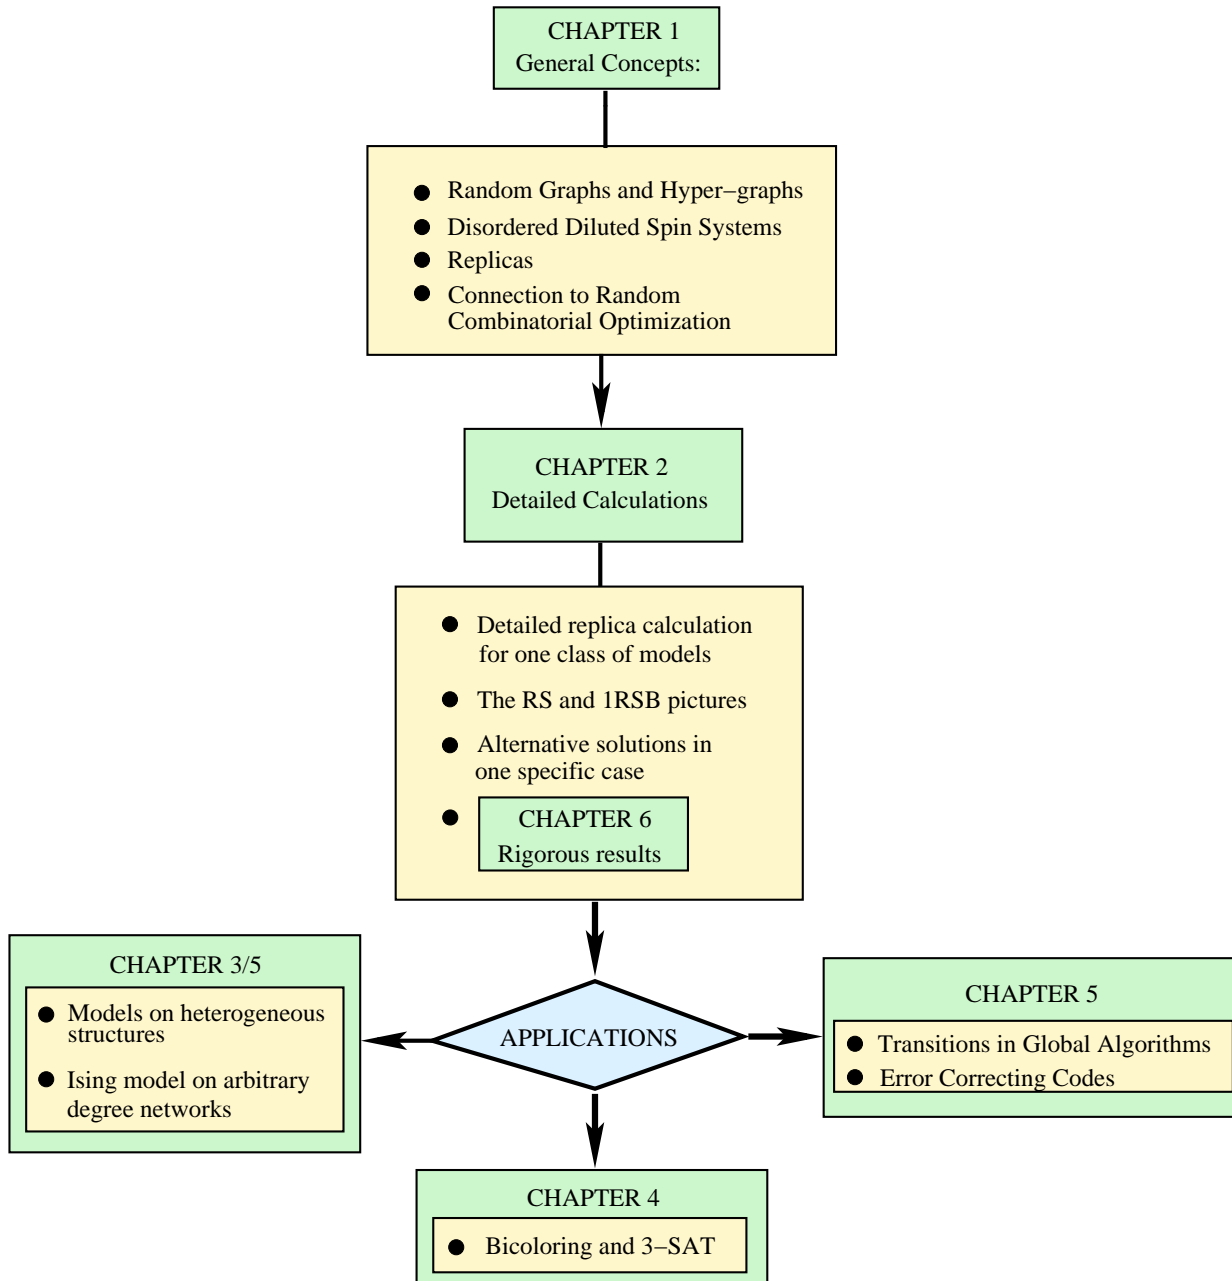 CHAPTER 1
General Concepts:
Random Graphs and Hyper−graphs
Disordered Diluted Spin Systems
Replicas
Connection to Random
Combinatorial Optimization
CHAPTER 2
Detailed Calculations
Detailed replica calculation
for one class of models
The RS and 1RSB pictures
Alternative solutions in
one specific case
CHAPTER 6
Rigorous results
CHAPTER 3/5
Models on heterogeneous
structures
Ising model on arbitrary
degree networks
APPLICATIONS
CHAPTER 5
Transitions in Global Algorithms
Error Correcting Codes
CHAPTER 4
Bicoloring and 3−SAT